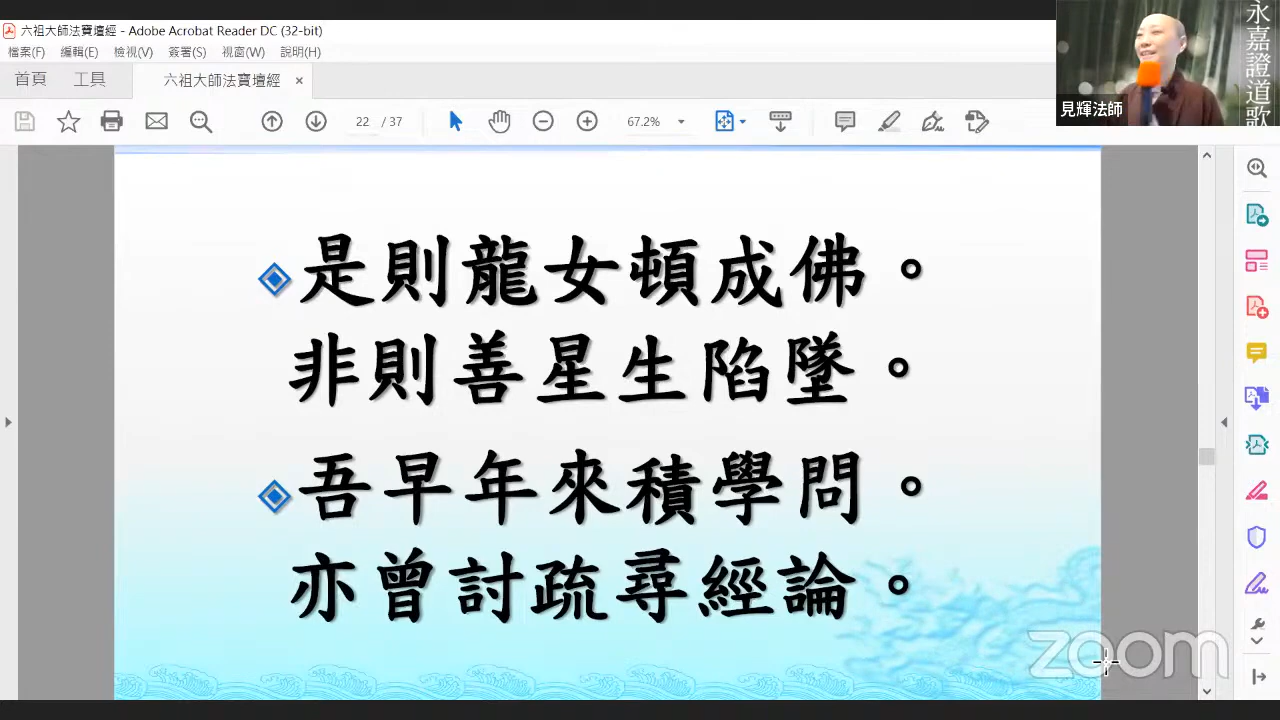 六祖大師法寶壇經 - Adobe Acrobat Reader DC (32-bit)
檔案(F) 編輯(E) 檢視(V) 簽署(S) 視窗(W) 說明(H)
首頁 工具 六祖大師法寶壇經 ×
22 / 37 67.2%
永嘉證道歌
見輝法師
是則龍女頓成佛。
非則善星生陷墜。
吾早年來積學問。
亦曾討疏尋經論。
zoom